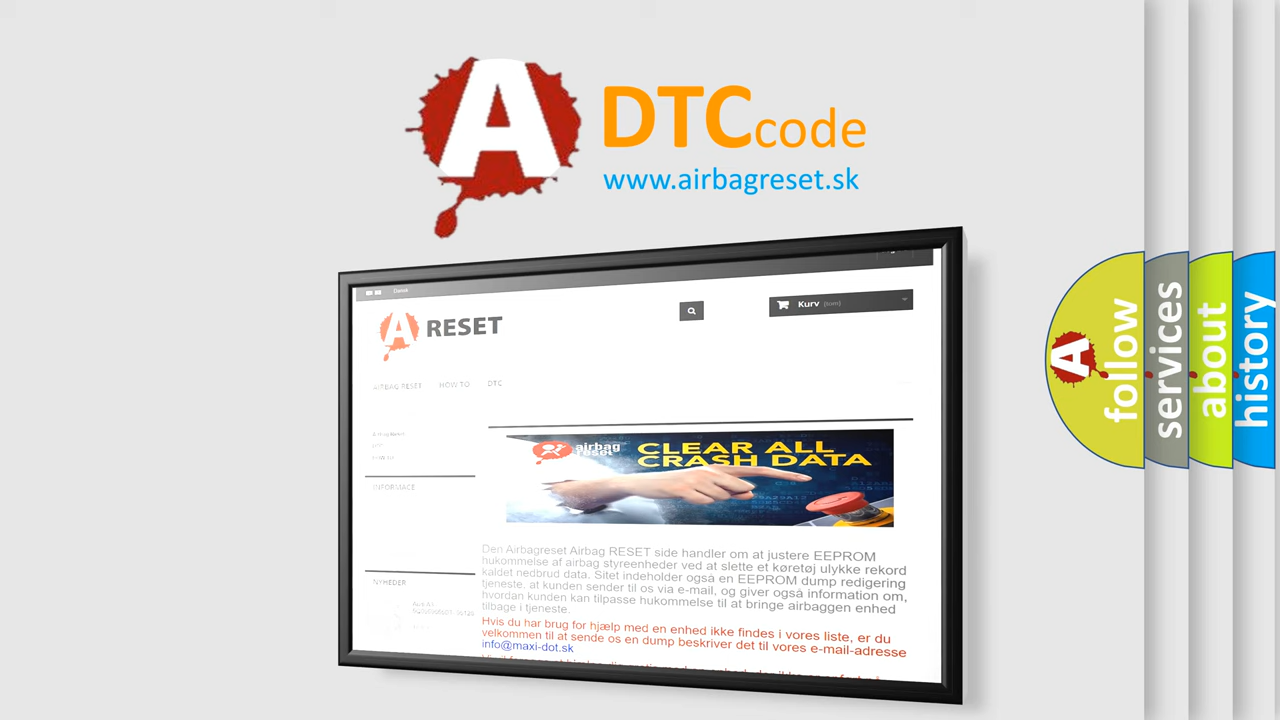 A
DTCcode
www.airbagreset.sk
Dansk
A RESET
Kurv (tom)
AIRBAG RESET HOW TO DTC
HOW TO
INFORMACE
NYHEDER
airbag
reset
CLEAR ALL
CRASH DATA
Den Airbagreset Airbag RESET side handler om at justere EEPROM
hukommelse af airbag styreenheder ved at slette et køretøj ulykke rekord
kaldet nedbrud data. Sitet indeholder også en EEPROM dump redigering
tjeneste, at kunden sender til os via e-mail, og giver også information om,
hvordan kunden kan tilpasse hukommelse til at bringe airbaggen enhed
tilbage i tjeneste.
Hvis du har brug for hjælp med en enhed ikke findes i vores liste, er du
velkommen til at sende os en dump beskriver det til vores e-mail-adresse
info@maxi-dot.sk
A
follow
services
about
history